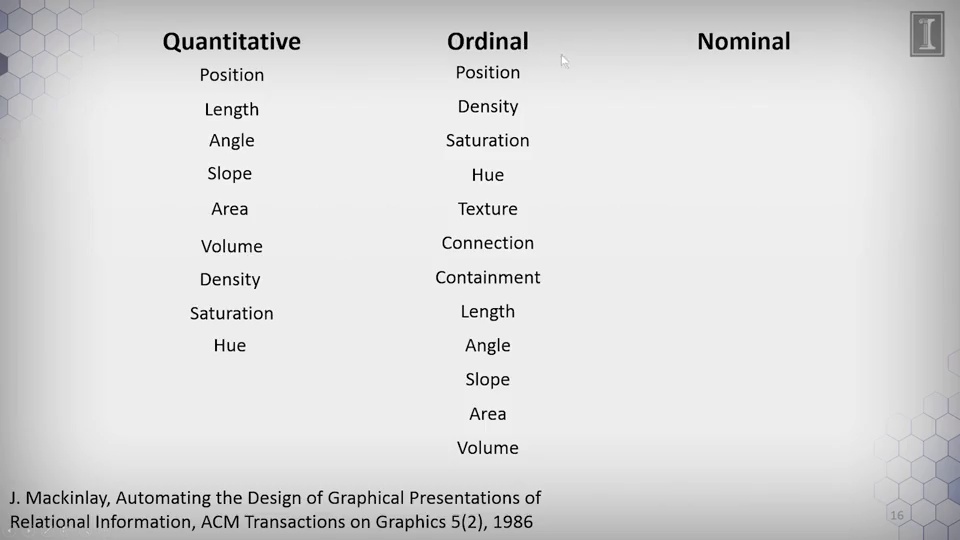 Quantitative
Position
Length
Angle
Slope
Area
Volume
Density
Saturation
Hue
Ordinal
Position
Density
Saturation
Hue
Texture
Connection
Containment
Length
Angle
Slope
Area
Volume
Nominal
I
J. Mackinlay, Automating the Design of Graphical Presentations of
Relational Information, ACM Transactions on Graphics 5(2), 1986
16